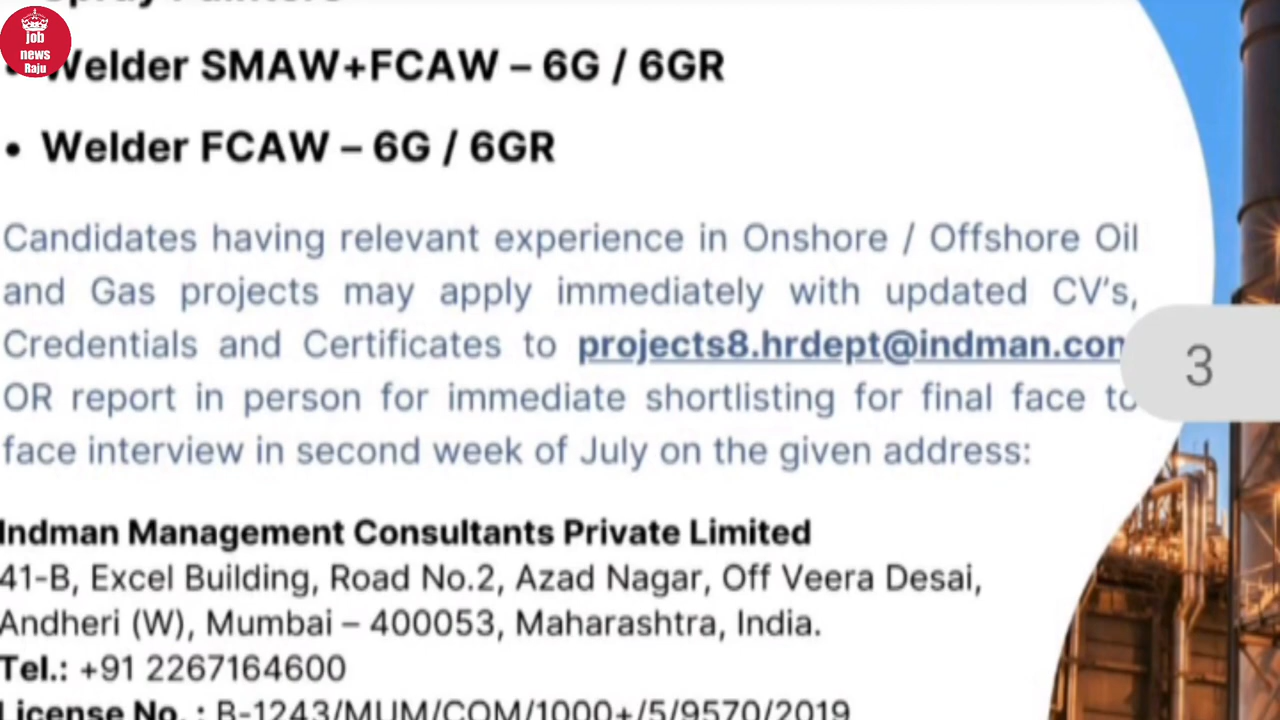 Spray Painters
Job
news
Raju
• Welder SMAW+FCAW – 6G / 6GR
• Welder FCAW – 6G / 6GR
Candidates having relevant experience in Onshore / Offshore Oil
and Gas projects may apply immediately with updated CV's,
Credentials and Certificates to projects8.hrdept@indman.com
OR report in person for immediate shortlisting for final face to
face interview in second week of July on the given address:
3
Indman Management Consultants Private Limited
41-B, Excel Building, Road No.2, Azad Nagar, Off Veera Desai,
Andheri (W), Mumbai – 400053, Maharashtra, India.
Tel.: +91 2267164600
License No. : B-1243/MUM/COM/1000+/5/9570/2019